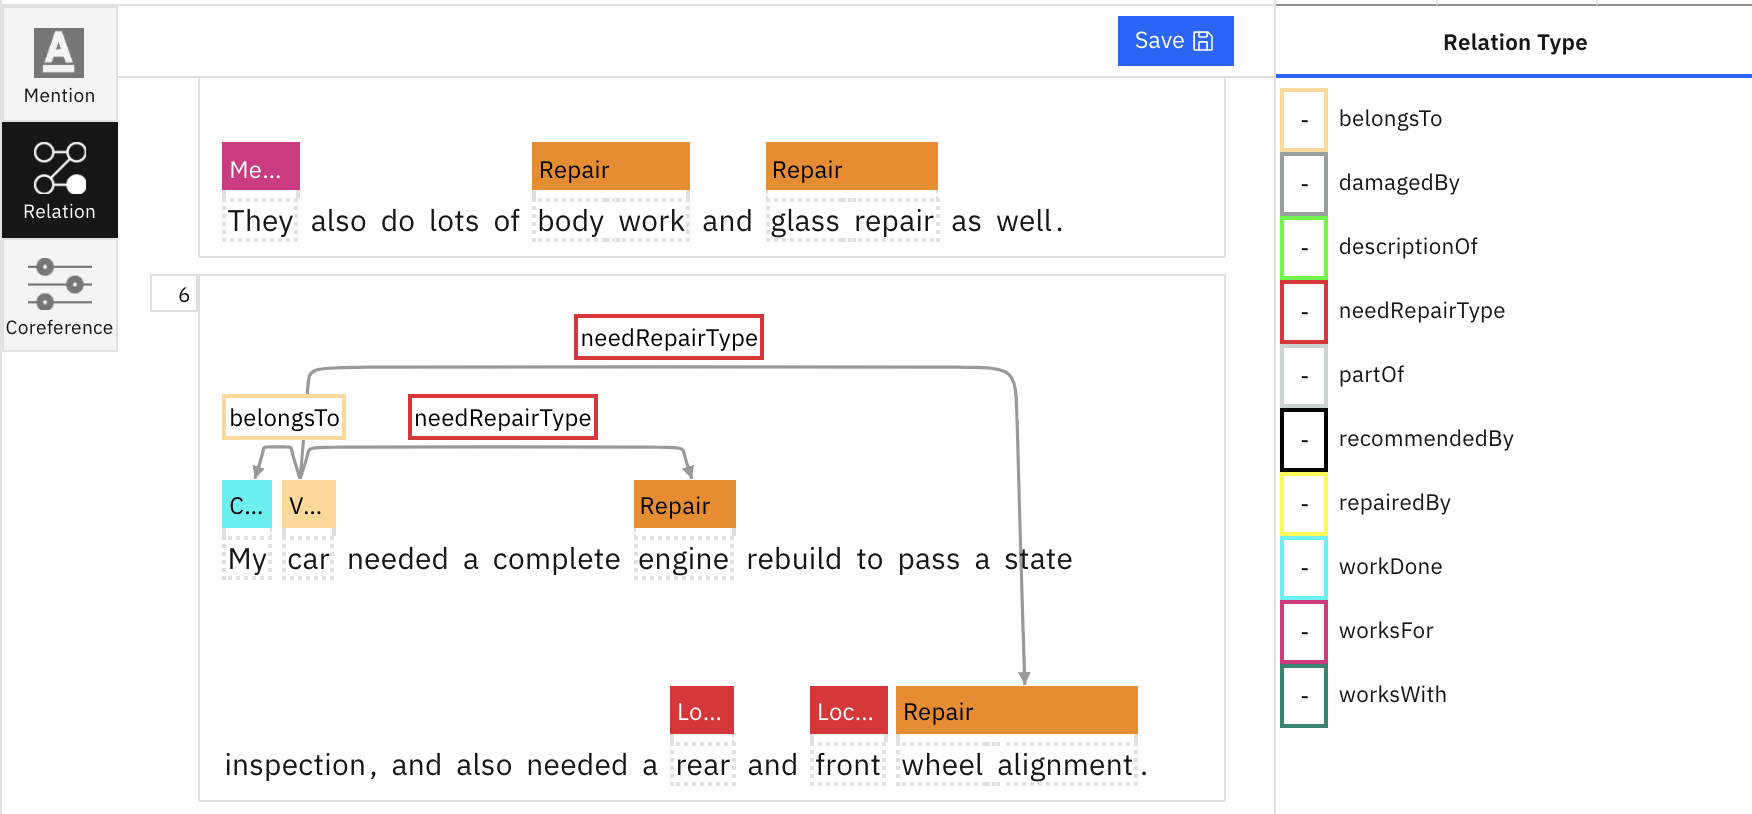 Mention
Relation
Coreference
Save
Me... Repair Repair
They also do lots of body work and glass repair as well.
6
needRepairType
belongsTo needRepairType
C... V... Repair
My car needed a complete engine rebuild to pass a state
Lo... Loc... Repair
inspection, and also needed a rear and front wheel alignment.
Relation Type
- belongsTo
- damagedBy
- descriptionOf
- needRepairType
- partOf
- recommendedBy
- repairedBy
- workDone
- worksFor
- worksWith